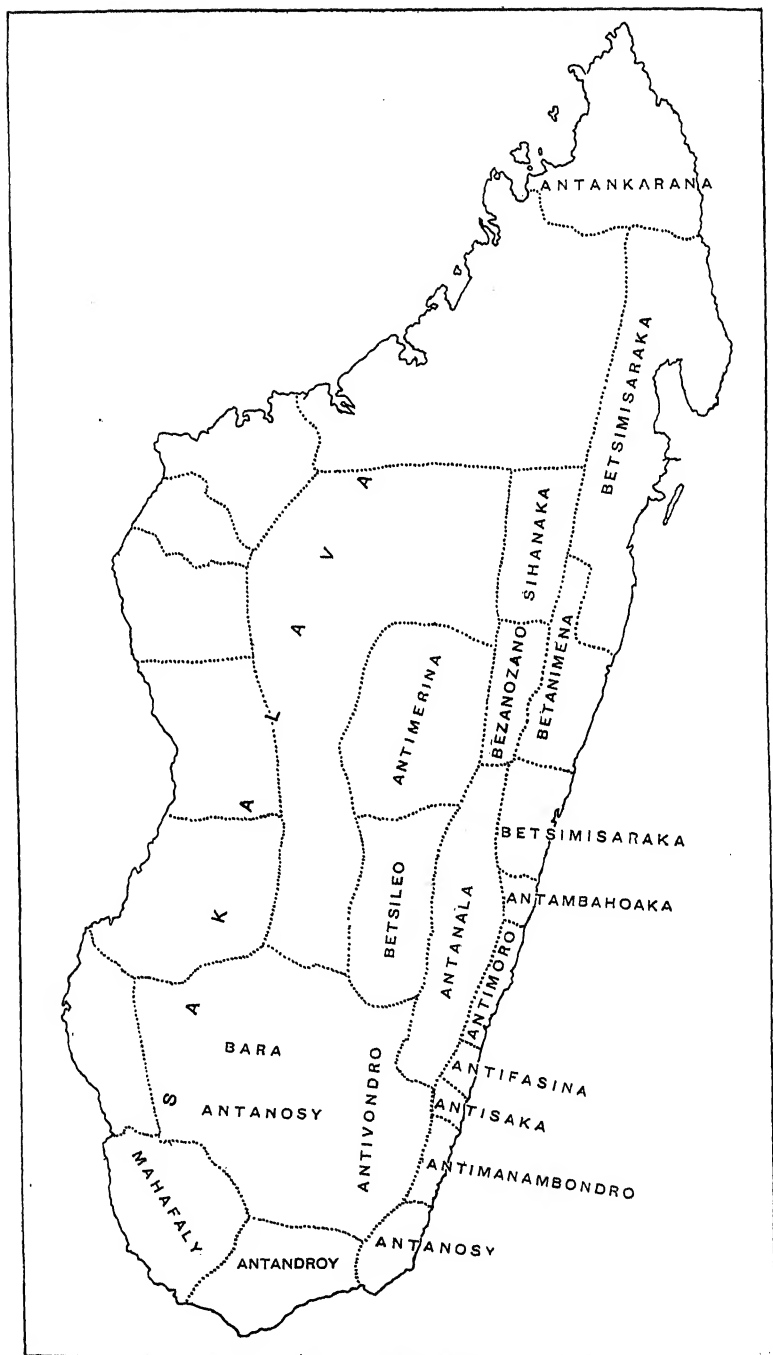 ANTANKARANA
BETSIMISARAKA
SAKALAVA
SIHANAKA
ANTIMERINA
BEZANOZANO
BETANIMENA
BETSIMISARAKA
BETSILEO
ANTANALA
ANTAMBAHOAKA
ANTIMORO
BARA
ANTANOSY
ANTIVONDRO
ANTIFASINA
ANTISAKA
ANTIMANAMBONDRO
MAHAFALY
ANTANDROY
ANTANOSY